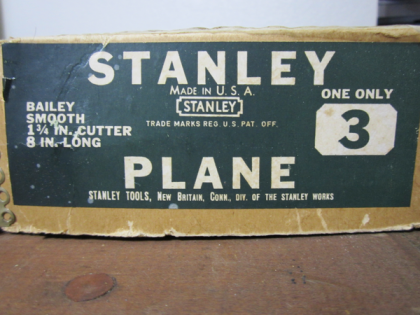 STANLEY
MADE IN U.S.A.
STANLEY
TRADE MARKS REG. U.S. PAT. OFF.
BAILEY
SMOOTH
1¾ IN. CUTTER
8 IN. LONG
ONE ONLY
3
PLANE
STANLEY TOOLS, NEW BRITAIN, CONN., DIV. OF THE STANLEY WORKS